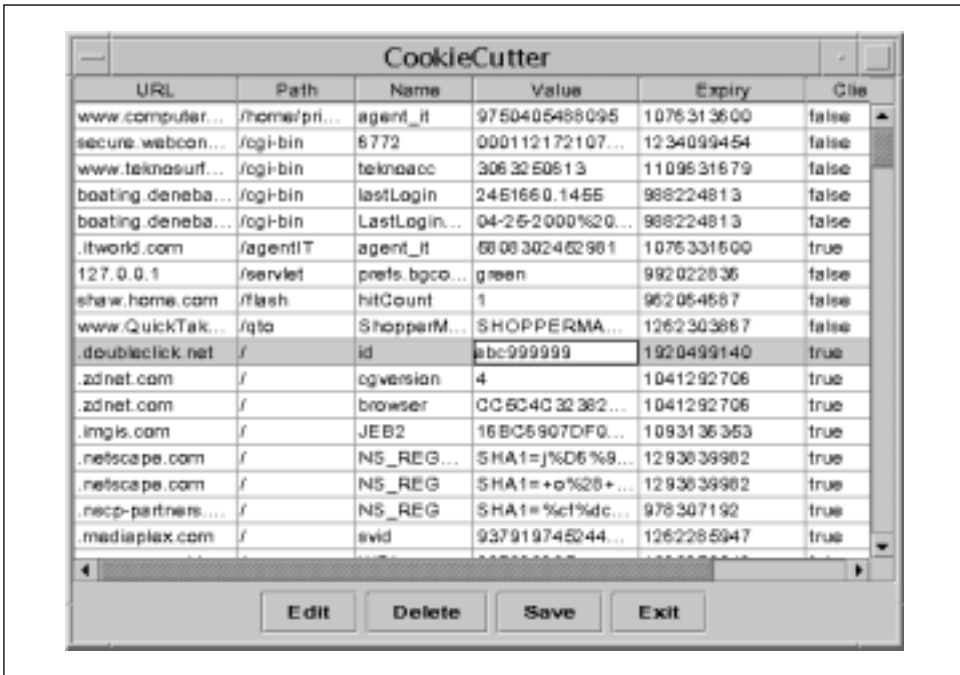 CookieCutter
URL Path Name Value Expiry Clie
www.computer... /home/pri... agent_it 9750405488095 1076313600 false
secure.webcon... /cgi-bin 6772 000112172107... 1234099454 false
www.teknosurf... /cgi-bin teknoacc 3063250613 1109631679 false
boating.deneba... /cgi-bin lastLogin 2451660.1455 988224813 false
boating.deneba... /cgi-bin LastLogin... 04-25-2000%20... 988224813 false
.itworld.com /agentIT agent_it 6808302462981 1076331600 true
127.0.0.1 /servlet prefs.bgco... green 992022836 false
shaw.home.com /flash hitCount 1 962054687 false
www.QuickTak... /qto ShopperM... SHOPPERMA... 1262303867 false
.doubleclick.net / id abc999999 1920499140 true
.zdnet.com / cgversion 4 1041292706 true
.zdnet.com / browser CC5C4C32382... 1041292706 true
.imgis.com / JEB2 16BC5907DF0... 1093136353 true
.netscape.com / NS_REG... SHA1=j%D5%9... 1293839982 true
.netscape.com / NS_REG SHA1=+o%28+... 1293839982 true
.nscp-partners.... / NS_REG SHA1=%cf%dc... 978307192 true
.mediaplex.com / svid 937919745244... 1262285947 true
Edit Delete Save Exit